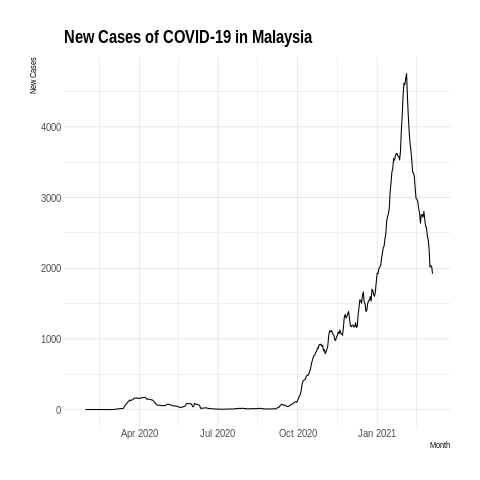 New Cases of COVID-19 in Malaysia
New Cases
4000
3000
2000
1000
0
Apr 2020 Jul 2020 Oct 2020 Jan 2021
Month